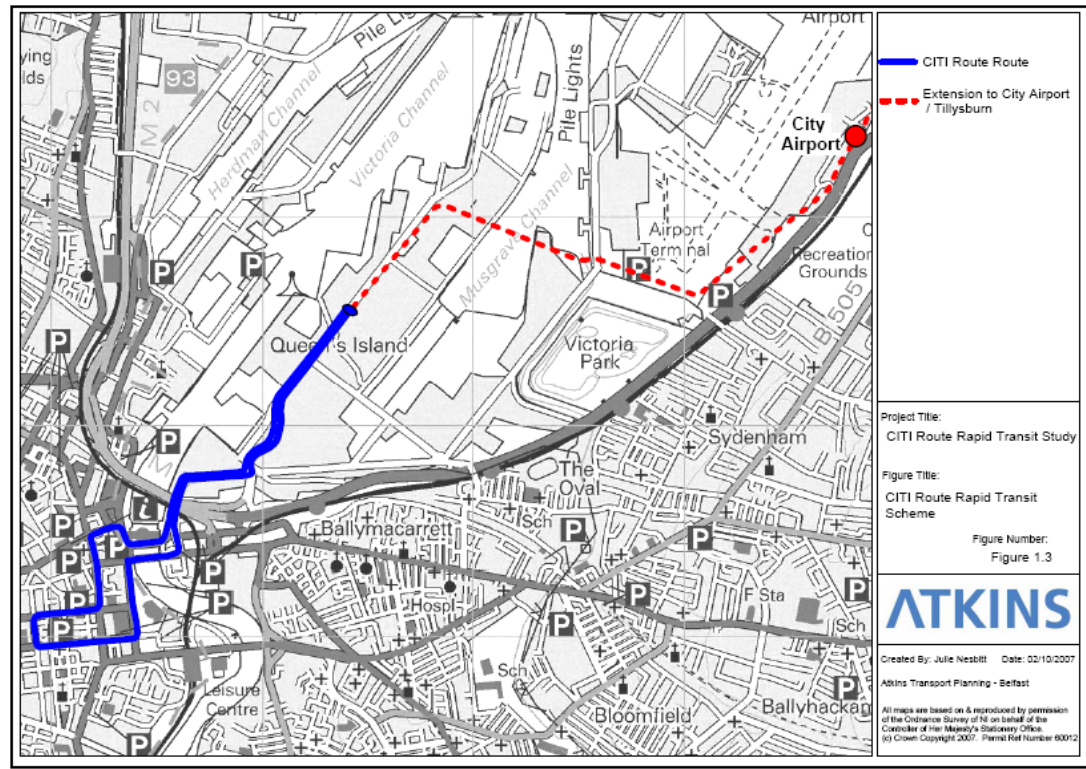 Airport
ying
lds
M 2
93
Pile Lights
Herdman Channel
Victoria Channel
Pile Lights
Musgrave Channel
City
Airport
Airport
Terminal
P
P
P
P
Recreation
Grounds
B 505
Queen's Island
Victoria
Park
P
P
M
Sydenham
The
Oval
Sch
i
Ballymacarrett
P
P
P
P
P
P
P
P
P
P
P
Hospl
F Sta
Sch
P
Sch
Leisure
Centre
P
Bloomfield
Ballyhackam
P
CITI Route Route
Extension to City Airport
/ Tillysburn
Project Title:
CITI Route Rapid Transit Study
Figure Title:
CITI Route Rapid Transit
Scheme
Figure Number:
Figure 1.3
ATKINS
Created By: Julie Nesbitt Date: 02/10/2007
Atkins Transport Planning - Belfast
All maps are based on & reproduced by permission
of the Ordnance Survey of NI on behalf of the
Controller of Her Majesty's Stationery Office.
(c) Crown Copyright 2007. Permit Ref Number 60012